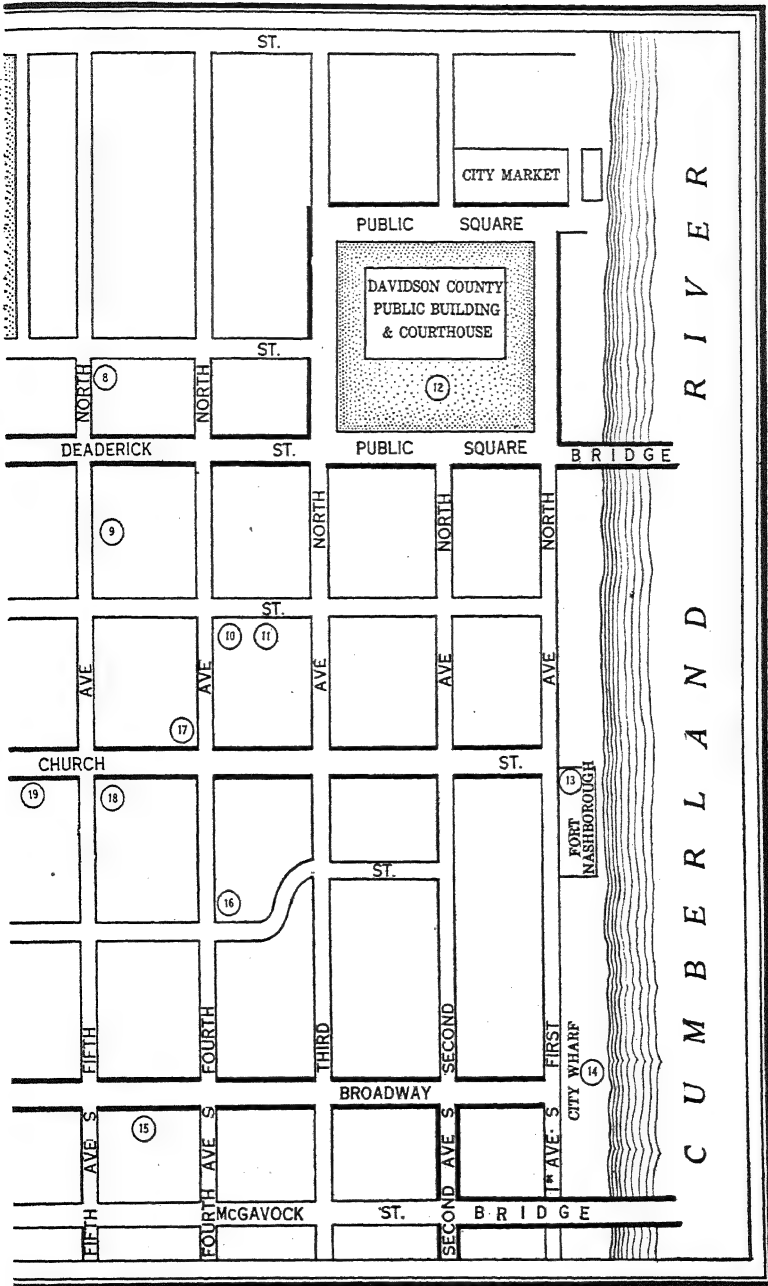 ST.
CITY MARKET
PUBLIC SQUARE
DAVIDSON COUNTY
PUBLIC BUILDING
& COURTHOUSE
12
RIVER
ST.
NORTH
8
NORTH
DEADERICK ST.
PUBLIC SQUARE
BRIDGE
9
NORTH
NORTH
NORTH
ST.
10
11
AVE
AVE
AVE
AVE
AVE
17
CHURCH ST.
19
18
13
FORT
NASHBOROUGH
ST.
16
CUMBERLAND
FIFTH
FOURTH
THIRD
SECOND
FIRST
CITY WHARF
14
BROADWAY
15
FIFTH AVE S
FOURTH AVE S
SECOND AVE S
1st AVE. S
McGAVOCK ST.
BRIDGE